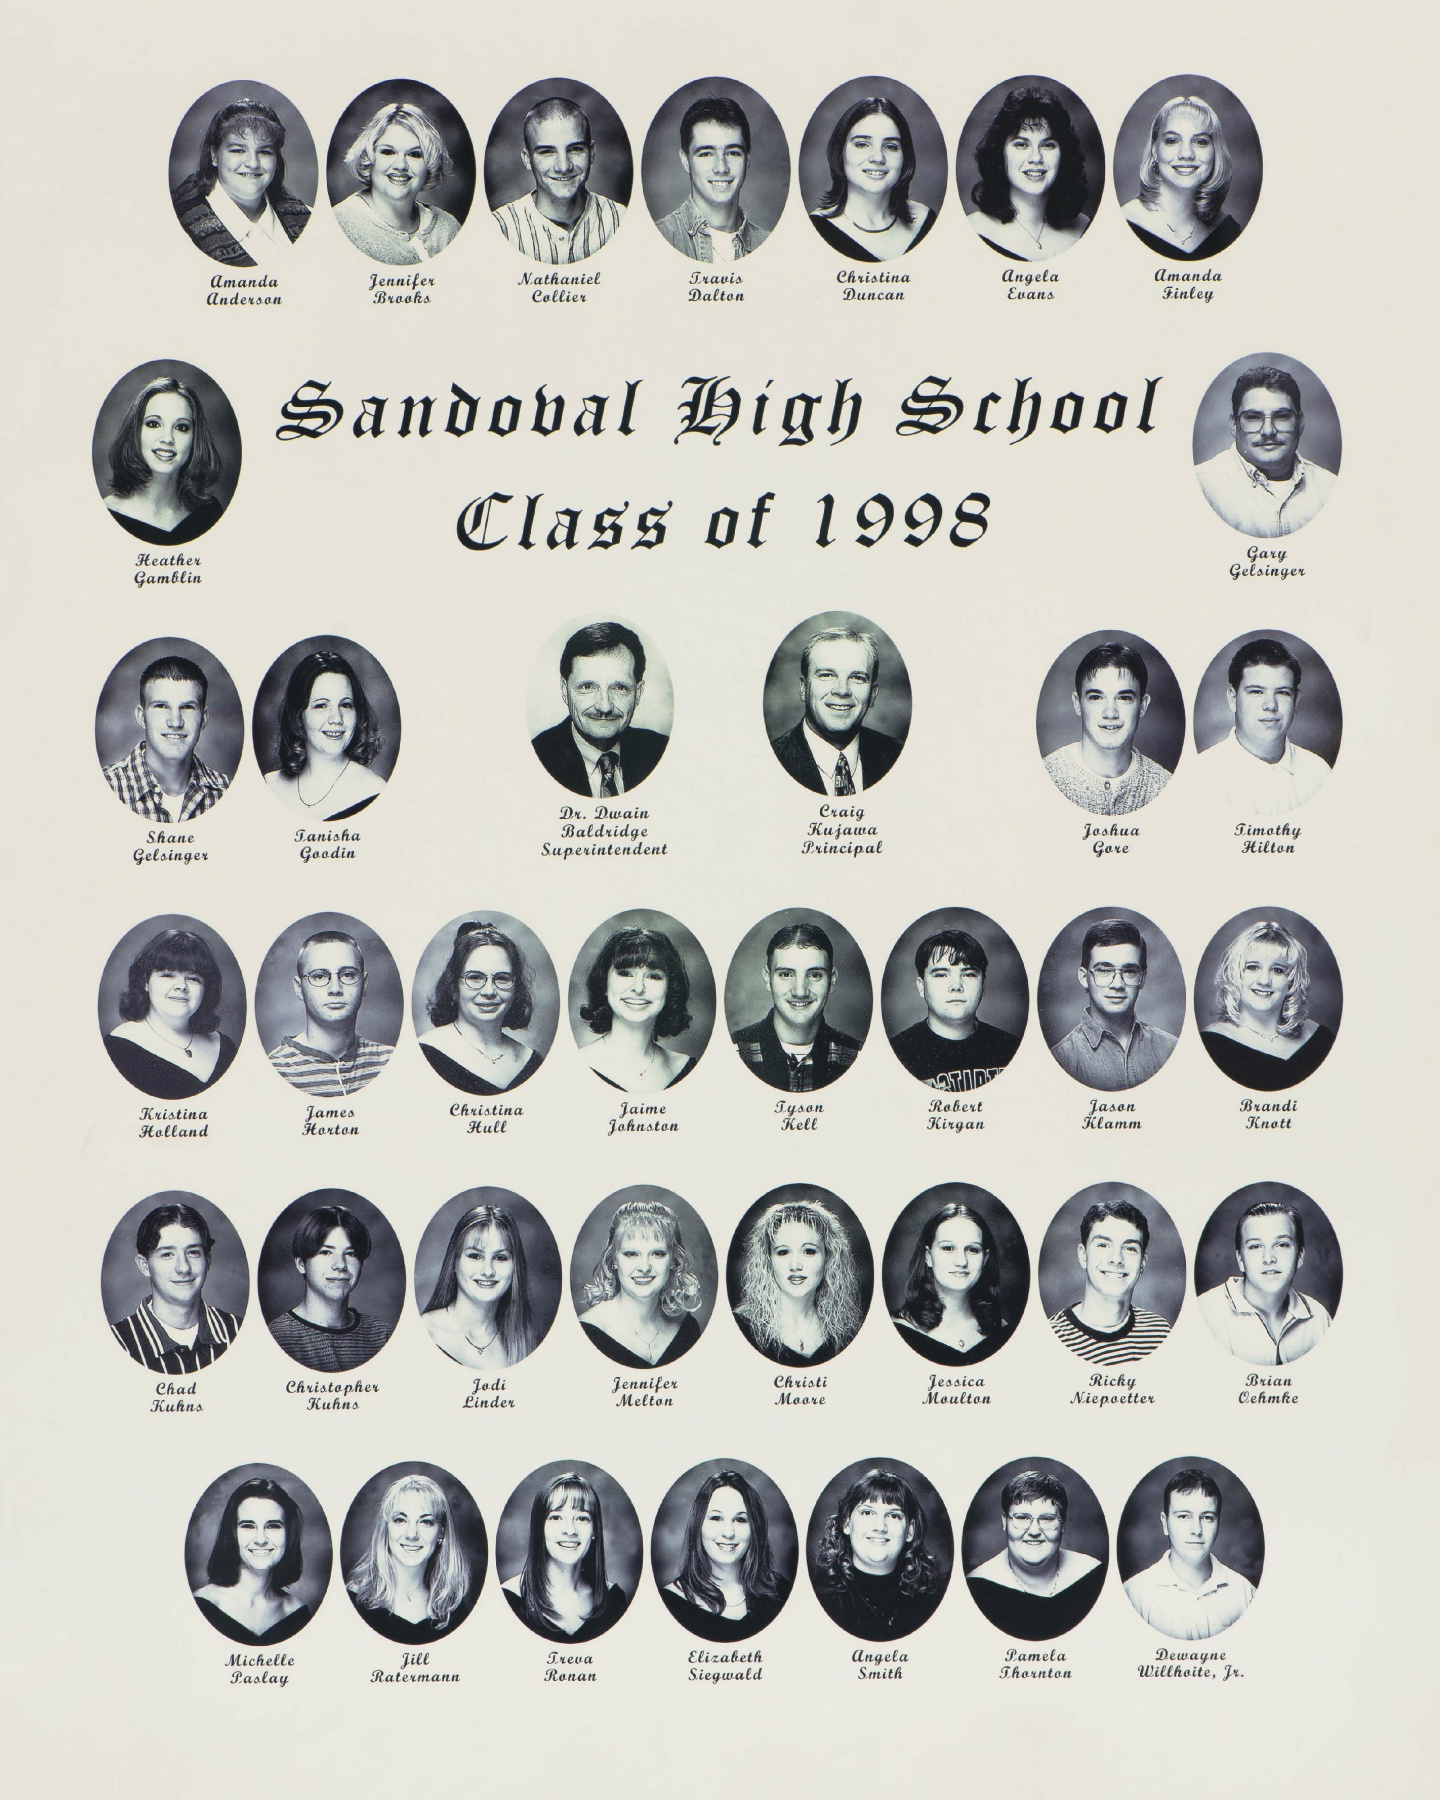 Amanda
Anderson
Jennifer
Brooks
Nathaniel
Collier
Travis
Dalton
Christina
Duncan
Angela
Evans
Amanda
Finley
Sandoval High School
Class of 1998
Heather
Gamblin
Gary
Gelsinger
Shane
Gelsinger
Tanisha
Goodin
Dr. Dwain
Baldridge
Superintendent
Craig
Kujawa
Principal
Joshua
Gore
Timothy
Hilton
Kristina
Holland
James
Horton
Christina
Hull
Jaime
Johnston
Tyson
Kell
Robert
Kirgan
Jason
Klamm
Brandi
Knott
Chad
Kuhns
Christopher
Kuhns
Jodi
Linder
Jennifer
Melton
Christi
Moore
Jessica
Moulton
Ricky
Niepoetter
Brian
Oehmke
Michelle
Paslay
Jill
Ratermann
Treva
Ronan
Elizabeth
Siegwald
Angela
Smith
Pamela
Thornton
Dewayne
Willhoite, Jr.